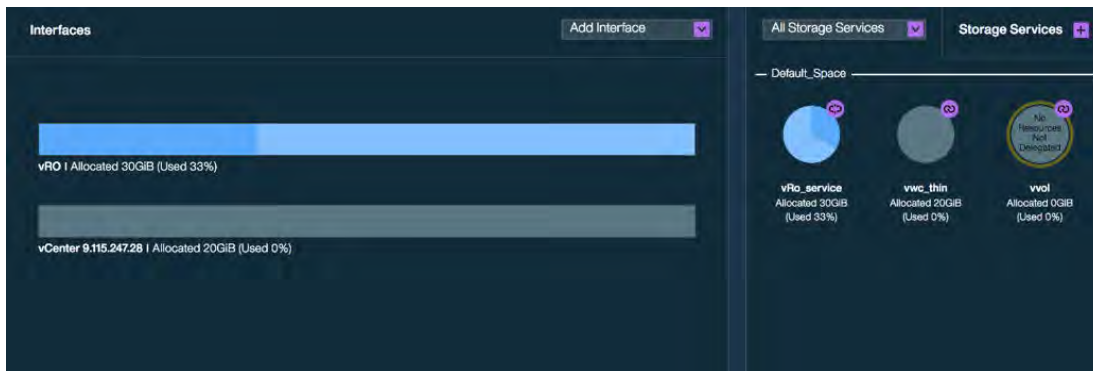 Interfaces
Add Interface
vRO | Allocated 30GiB (Used 33%)
vCenter 9.115.247.28 | Allocated 20GiB (Used 0%)
All Storage Services
Storage Services
Default_Space
No
Resources
Not
Delegated
vRo_service
Allocated 30GiB
(Used 33%)
vwc_thin
Allocated 20GiB
(Used 0%)
vvol
Allocated 0GiB
(Used 0%)